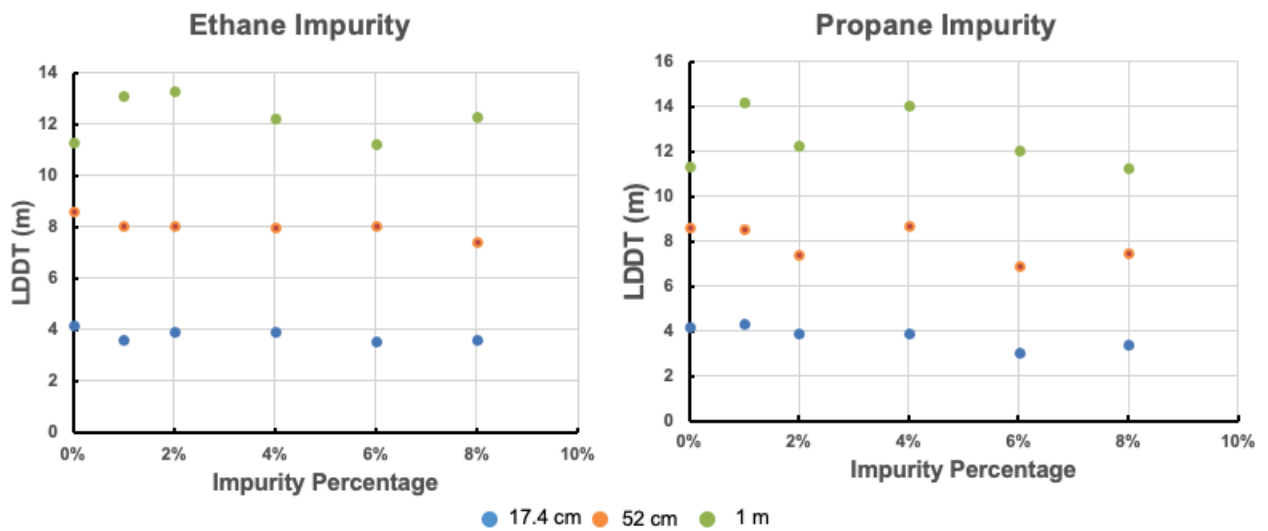 Ethane Impurity
14
12
10
8
6
4
2
0
LDDT (m)
0% 2% 4% 6% 8% 10%
Impurity Percentage
Propane Impurity
16
14
12
10
8
6
4
2
0
LDDT (m)
0% 2% 4% 6% 8% 10%
Impurity Percentage
17.4 cm 52 cm 1 m